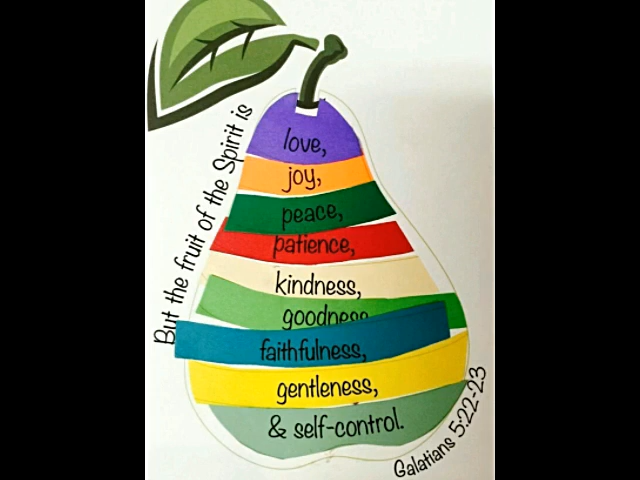 But the fruit of the Spirit is
love,
joy,
peace,
patience,
kindness,
goodness
faithfulness,
gentleness,
& self-control.
Galatians 5:22-23